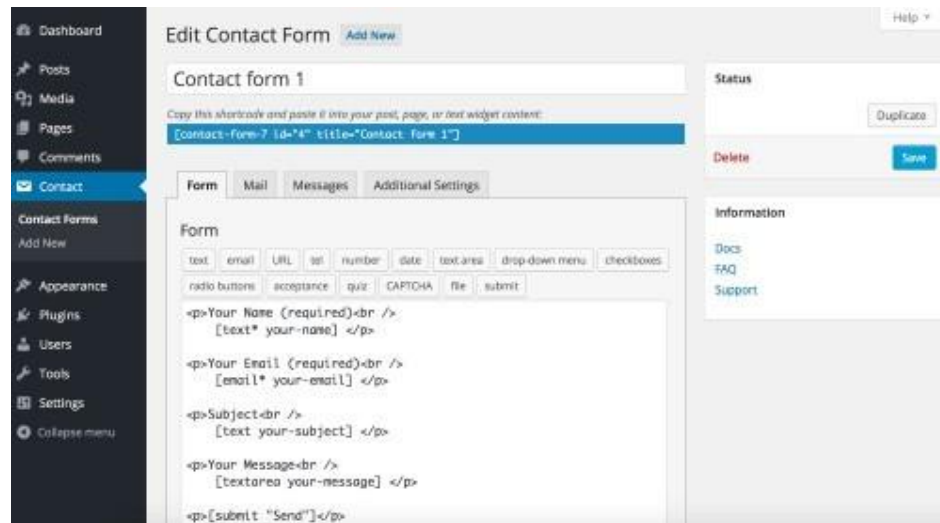 Dashboard
Posts
Media
Pages
Comments
Contact
Contact Forms
Add New
Appearance
Plugins
Users
Tools
Settings
Collapse menu
Help
Edit Contact Form Add New
Contact form 1
Copy this shortcode and paste it into your post, page, or text widget content:
[contact-form-7 id="4" title="Contact form 1"]
Form Mail Messages Additional Settings
Form
text email URL tel number date text area drop-down menu checkboxes
radio buttons acceptance quiz CAPTCHA file submit
<p>Your Name (required)<br />
[text* your-name] </p>
<p>Your Email (required)<br />
[email* your-email] </p>
<p>Subject<br />
[text your-subject] </p>
<p>Your Message<br />
[textarea your-message] </p>
<p>[submit "Send"]</p>
Status
Duplicate
Delete Save
Information
Docs
FAQ
Support